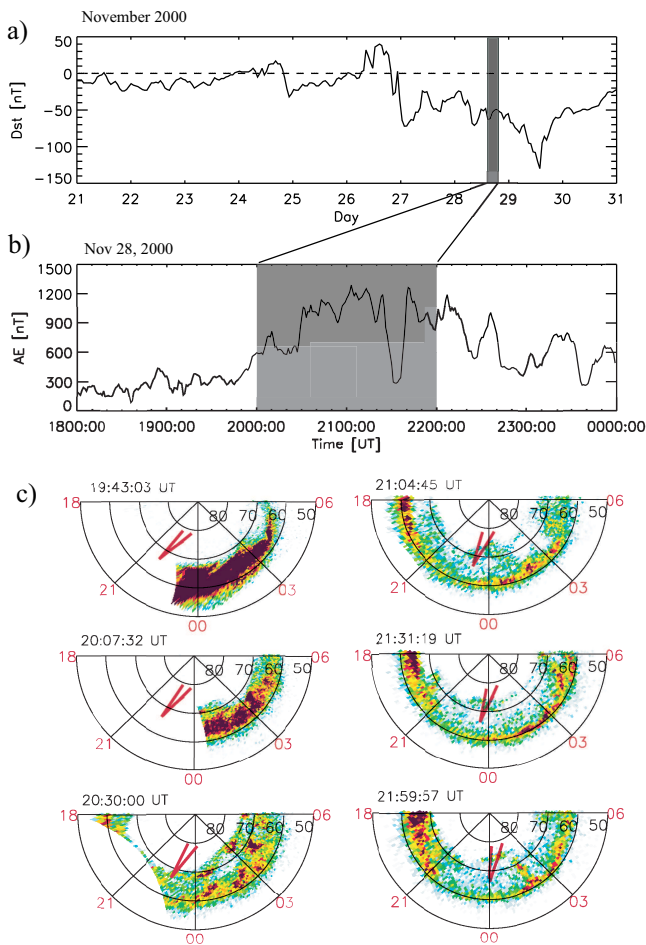 November 2000
a)
50
0
−50
−100
−150
Dst [nT]
21 22 23 24 25 26 27 28 29 30 31
Day
b)
Nov 28, 2000
1500
1200
900
600
300
0
AE [nT]
1800:00 1900:00 2000:00 2100:00 2200:00 0000:00
Time [UT]
c)
19:43:03 UT
18 80 70 60 50 06
21 03
00
21:04:45 UT
18 80 70 60 50 06
21 03
00
20:07:32 UT
18 80 70 60 50 06
21 03
00
21:31:19 UT
18 80 70 60 50 06
21 03
00
20:30:00 UT
18 80 70 60 50 06
21 03
00
21:59:57 UT
18 80 70 60 50 06
21 03
00